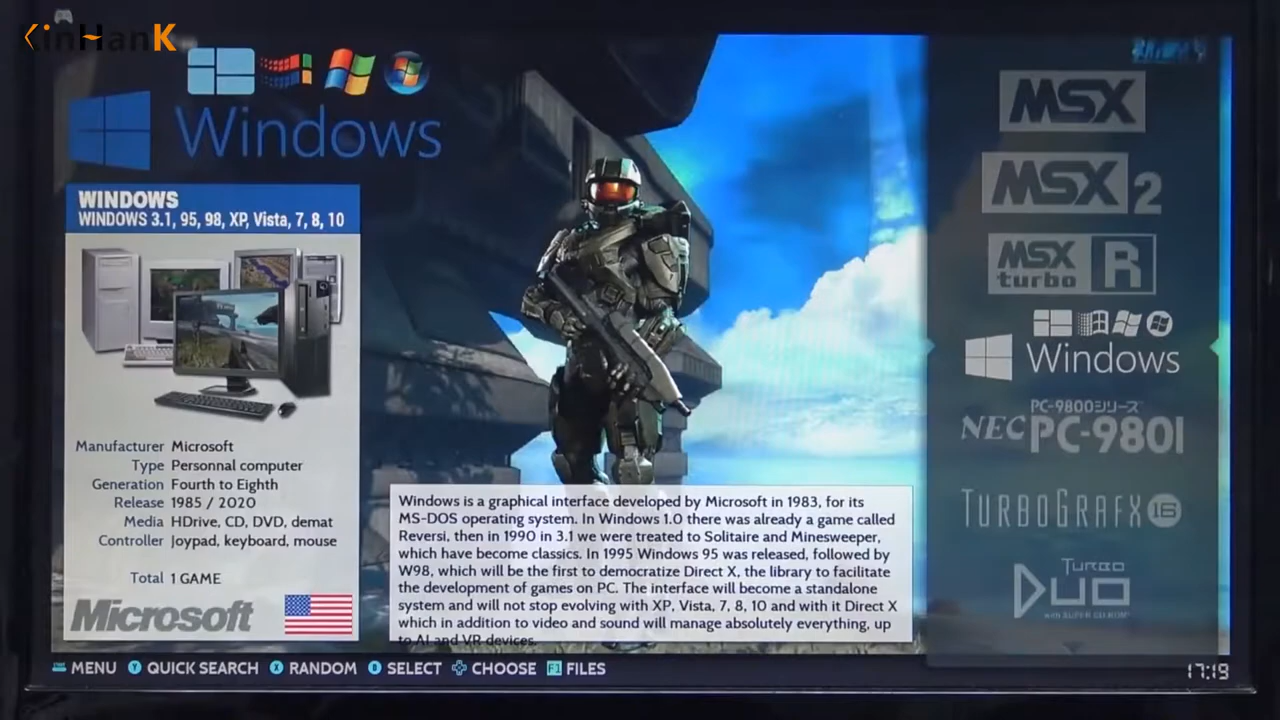 KinHanK
Windows
WINDOWS
WINDOWS 3.1, 95, 98, XP, Vista, 7, 8, 10
Manufacturer Microsoft
Type Personnal computer
Generation Fourth to Eighth
Release 1985 / 2020
Media HDrive, CD, DVD, demat
Controller Joypad, keyboard, mouse
Total 1 GAME
Microsoft
Windows is a graphical interface developed by Microsoft in 1983, for its
MS-DOS operating system. In Windows 1.0 there was already a game called
Reversi, then in 1990 in 3.1 we were treated to Solitaire and Minesweeper,
which have become classics. In 1995 Windows 95 was released, followed by
W98, which will be the first to democratize Direct X, the library to facilitate
the development of games on PC. The interface will become a standalone
system and will not stop evolving with XP, Vista, 7, 8, 10 and with it Direct X
which in addition to video and sound will manage absolutely everything, up
to AI and VR devices.
MSX
MSX 2
MSX turbo R
Windows
PC-9800シリーズ
NEC PC-9801
TURBOGRAFX 16
TURBO
DUO
WITH SUPER CD·ROM²
MENU Y QUICK SEARCH X RANDOM B SELECT CHOOSE F1 FILES
17:19